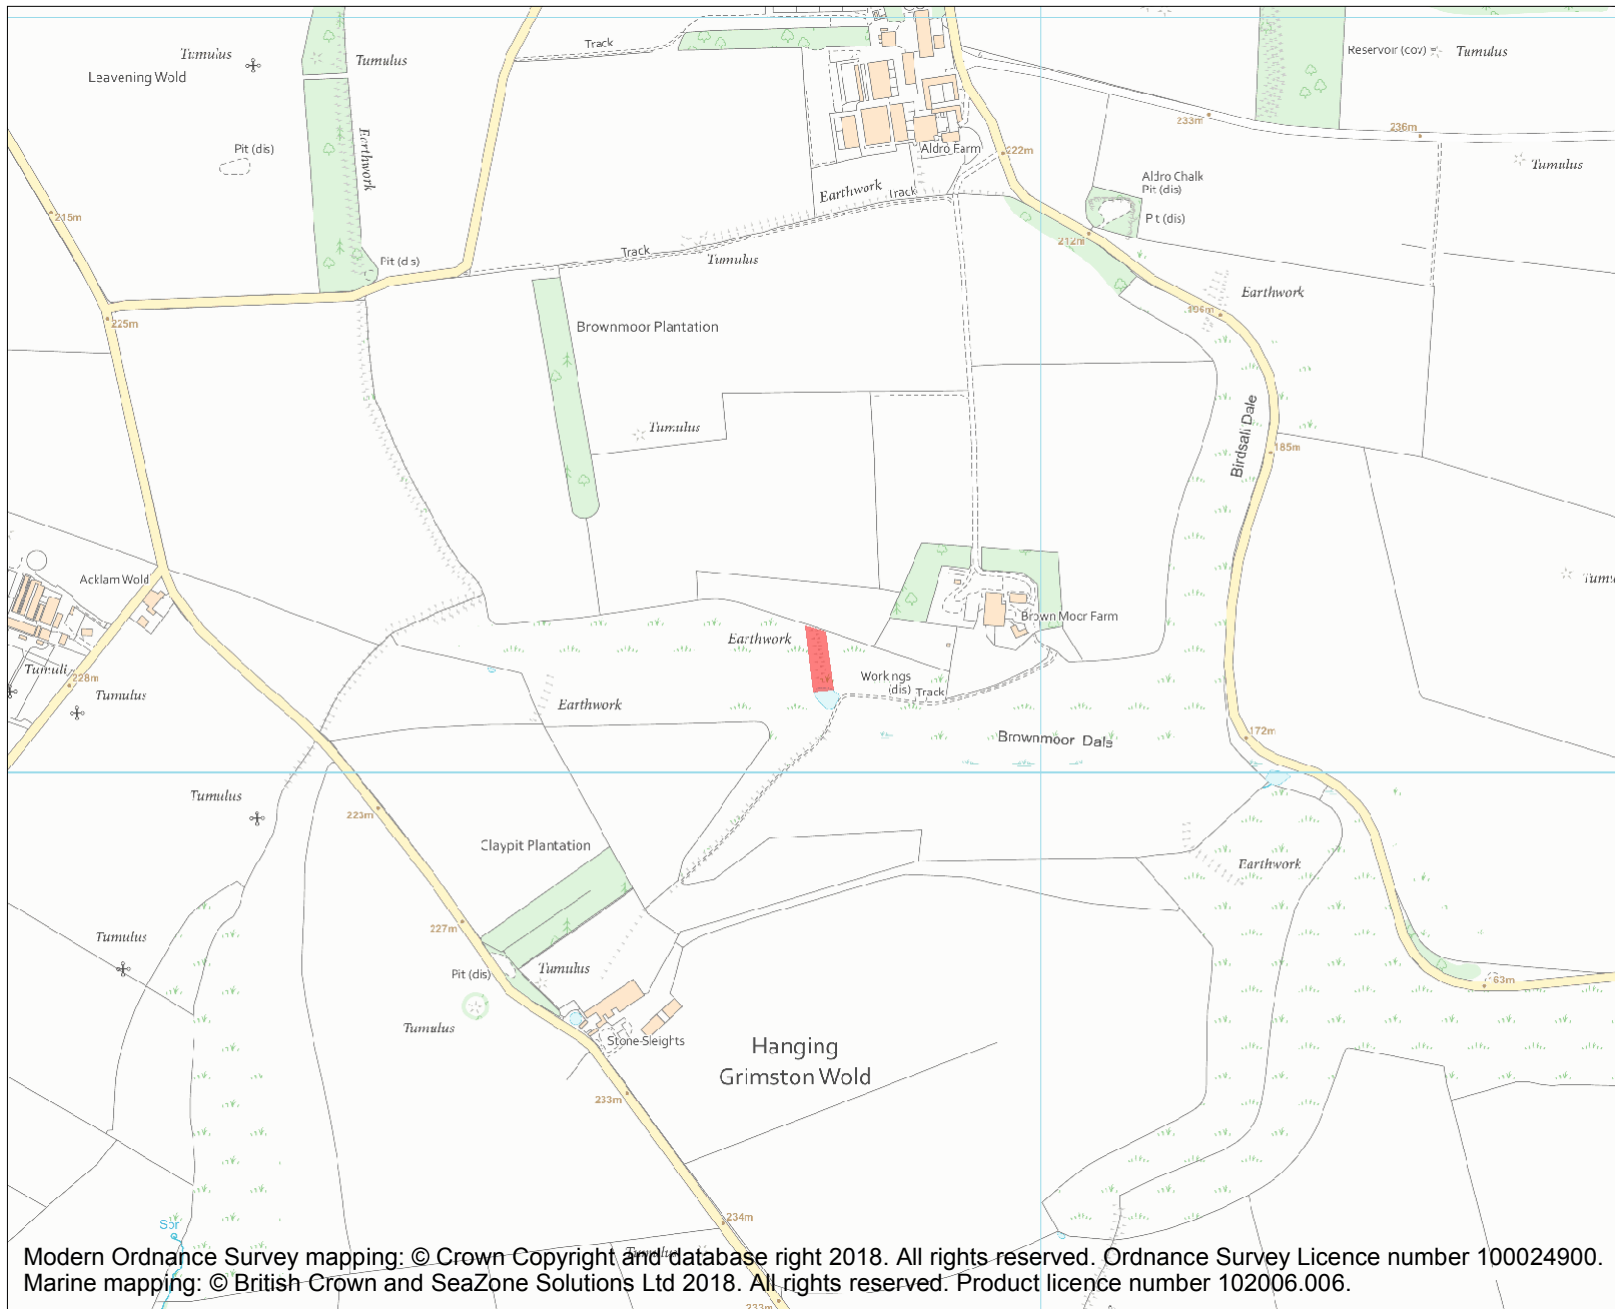 Track
Tumulus
Tumulus
Leavening Wold
Reservoir (cov)
Tumulus
233m
236m
Earthwork
Pit (dis)
Aldro Farm
222m
Tumulus
Aldro Chalk
Pit (dis)
Pit (dis)
Earthwork
Track
215m
212m
Track
Tumulus
Pit (dis)
Earthwork
225m
Brownmoor Plantation
Birdsall Dale
Tumulus
185m
Acklam Wold
Brown Moor Farm
Earthwork
Tumuli
228m
Tumulus
Workings
(dis)
Track
Earthwork
172m
Brownmoor Dale
Tumulus
223m
Claypit Plantation
Earthwork
227m
Tumulus
Pit (dis)
Tumulus
63m
Tumulus
Stone Sleights
Hanging
Grimston Wold
233m
234m
Spr
Tumulus
Modern Ordnance Survey mapping: © Crown Copyright and database right 2018. All rights reserved. Ordnance Survey Licence number 100024900.
Marine mapping: © British Crown and SeaZone Solutions Ltd 2018. All rights reserved. Product licence number 102006.006.
233m